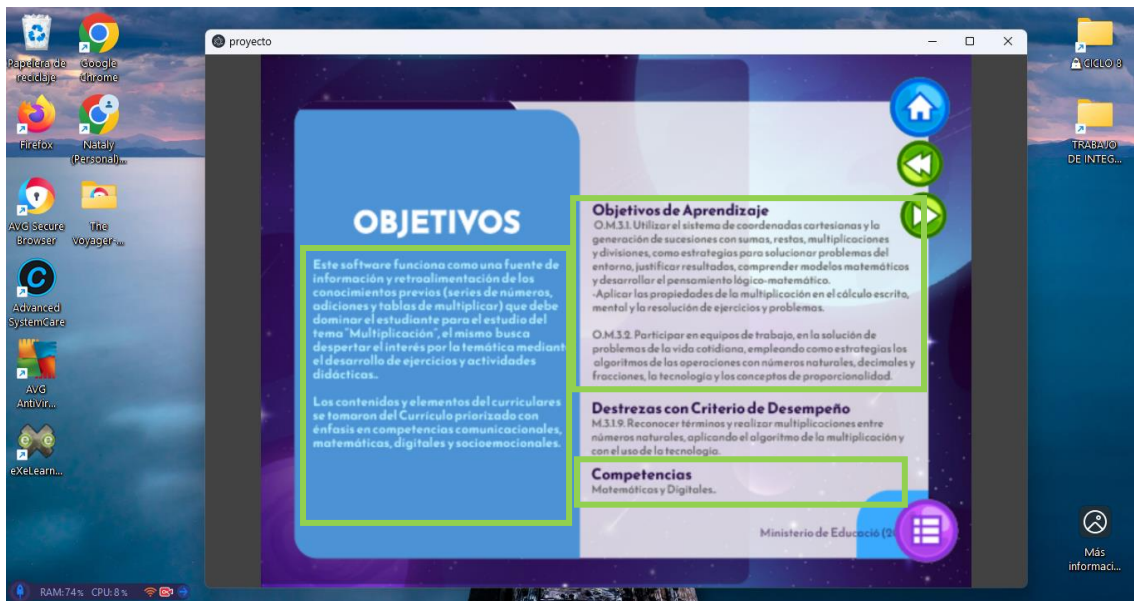 Papelera de
reciclaje
Google
Chrome
Firefox
Nataly
(Personal)...
AVG Secure
Browser
The
Voyager-...
Advanced
SystemCare
AVG
AntiVir...
eXeLearn...
RAM:74% CPU:8%
proyecto
OBJETIVOS
Este software funciona como una fuente de
información y retroalimentación de los
conocimientos previos (series de números,
adiciones y tablas de multiplicar) que debe
dominar el estudiante para el estudio del
tema "Multiplicación", el mismo busca
despertar el interés por la temática mediant
el desarrollo de ejercicios y actividades
didácticas..
Los contenidos y elementos del curriculares
se tomaron del Currículo priorizado con
énfasis en competencias comunicacionales,
matemáticas, digitales y socioemocionales.
Objetivos de Aprendizaje
O.M.3.1. Utilizar el sistema de coordenadas cartesianas y la
generación de sucesiones con sumas, restas, multiplicaciones
y divisiones, como estrategias para solucionar problemas del
entorno, justificar resultados, comprender modelos matemáticos
y desarrollar el pensamiento lógico-matemático.
-Aplicar las propiedades de la multiplicación en el cálculo escrito,
mental y la resolución de ejercicios y problemas.
O.M.3.2. Participar en equipos de trabajo, en la solución de
problemas de la vida cotidiana, empleando como estrategias los
algoritmos de las operaciones con números naturales, decimales y
fracciones, la tecnología y los conceptos de proporcionalidad.
Destrezas con Criterio de Desempeño
M.3.1.9. Reconocer términos y realizar multiplicaciones entre
números naturales, aplicando el algoritmo de la multiplicación y
con el uso de la tecnología.
Competencias
Matemáticas y Digitales..
Ministerio de Educació (2
CICLO 8
TRABAJO
DE INTEG...
Más
informaci...